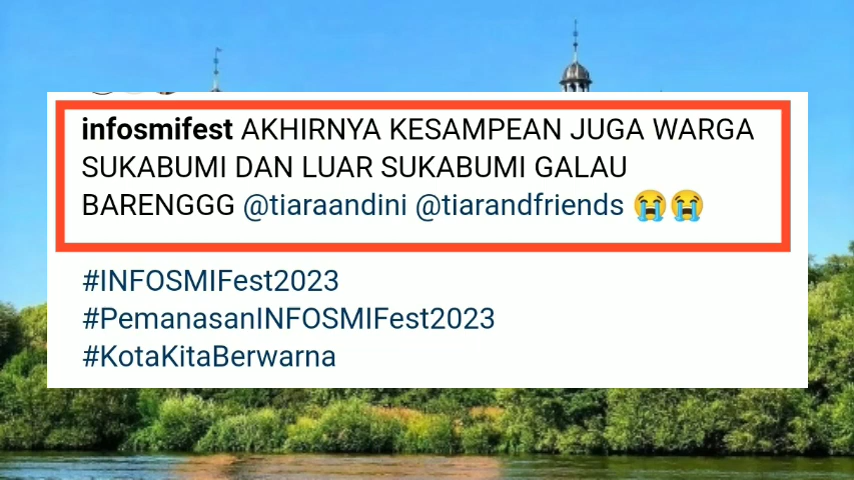 infosmifest AKHIRNYA KESAMPEAN JUGA WARGA
SUKABUMI DAN LUAR SUKABUMI GALAU
BARENGGG @tiaraandini @tiarandfriends 😭😭
#INFOSMIFest2023
#PemanasanINFOSMIFest2023
#KotaKitaBerwarna